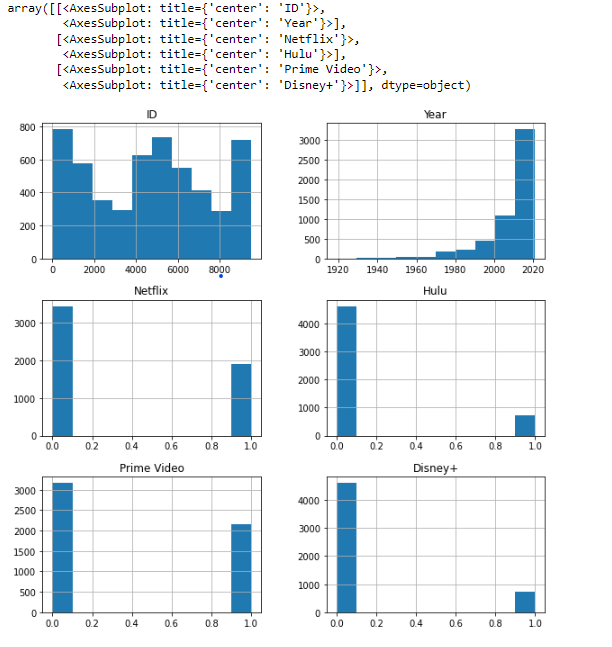 array([[<AxesSubplot: title={'center': 'ID'}>,
<AxesSubplot: title={'center': 'Year'}>],
[<AxesSubplot: title={'center': 'Netflix'}>,
<AxesSubplot: title={'center': 'Hulu'}>],
[<AxesSubplot: title={'center': 'Prime Video'}>,
<AxesSubplot: title={'center': 'Disney+'}>]], dtype=object)
ID
800
600
400
200
0
0 2000 4000 6000 8000
Year
3000
2500
2000
1500
1000
500
0
1920 1940 1960 1980 2000 2020
Netflix
3000
2000
1000
0
0.0 0.2 0.4 0.6 0.8 1.0
Hulu
4000
3000
2000
1000
0
0.0 0.2 0.4 0.6 0.8 1.0
Prime Video
3000
2500
2000
1500
1000
500
0
0.0 0.2 0.4 0.6 0.8 1.0
Disney+
4000
3000
2000
1000
0
0.0 0.2 0.4 0.6 0.8 1.0